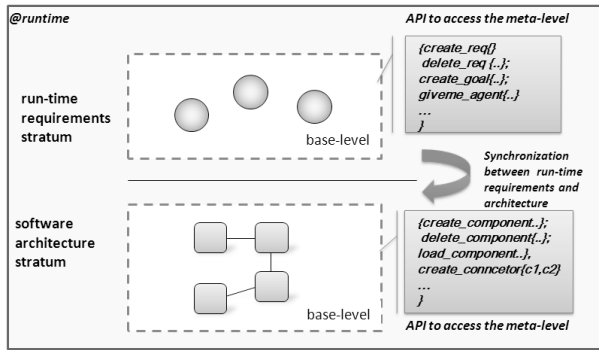 @runtime
API to access the meta-level
{create_req{}
delete_req {..};
create_goal{..};
giveme_agent{..}
...
}
run-time
requirements
stratum
base-level
Synchronization
between run-time
requirements and
architecture
software
architecture
stratum
{create_component..};
delete_component{..};
load_component..},
create_conncetor{c1,c2}
...
}
base-level
API to access the meta-level